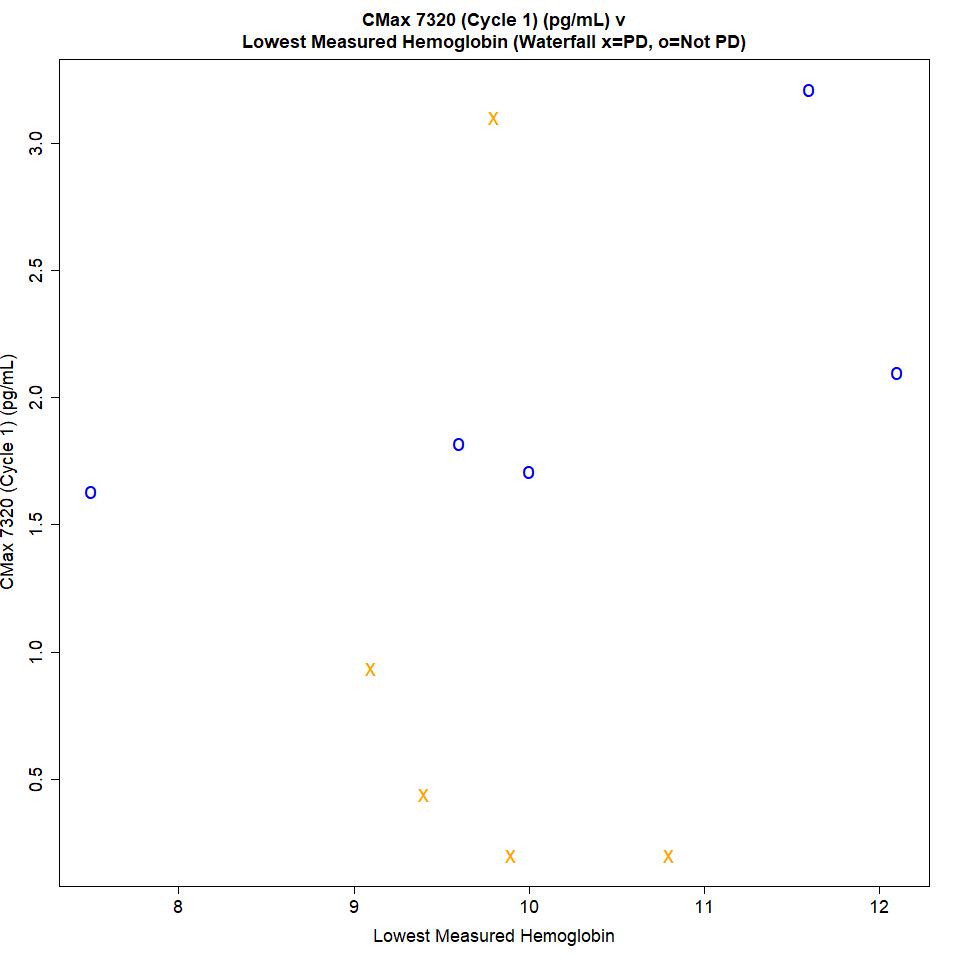 CMax 7320 (Cycle 1) (pg/mL) v
Lowest Measured Hemoglobin (Waterfall x=PD, o=Not PD)
CMax 7320 (Cycle 1) (pg/mL)
3.0
2.5
2.0
1.5
1.0
0.5
o
x
o
o
o
o
x
x
x
x
8
9
10
11
12
Lowest Measured Hemoglobin